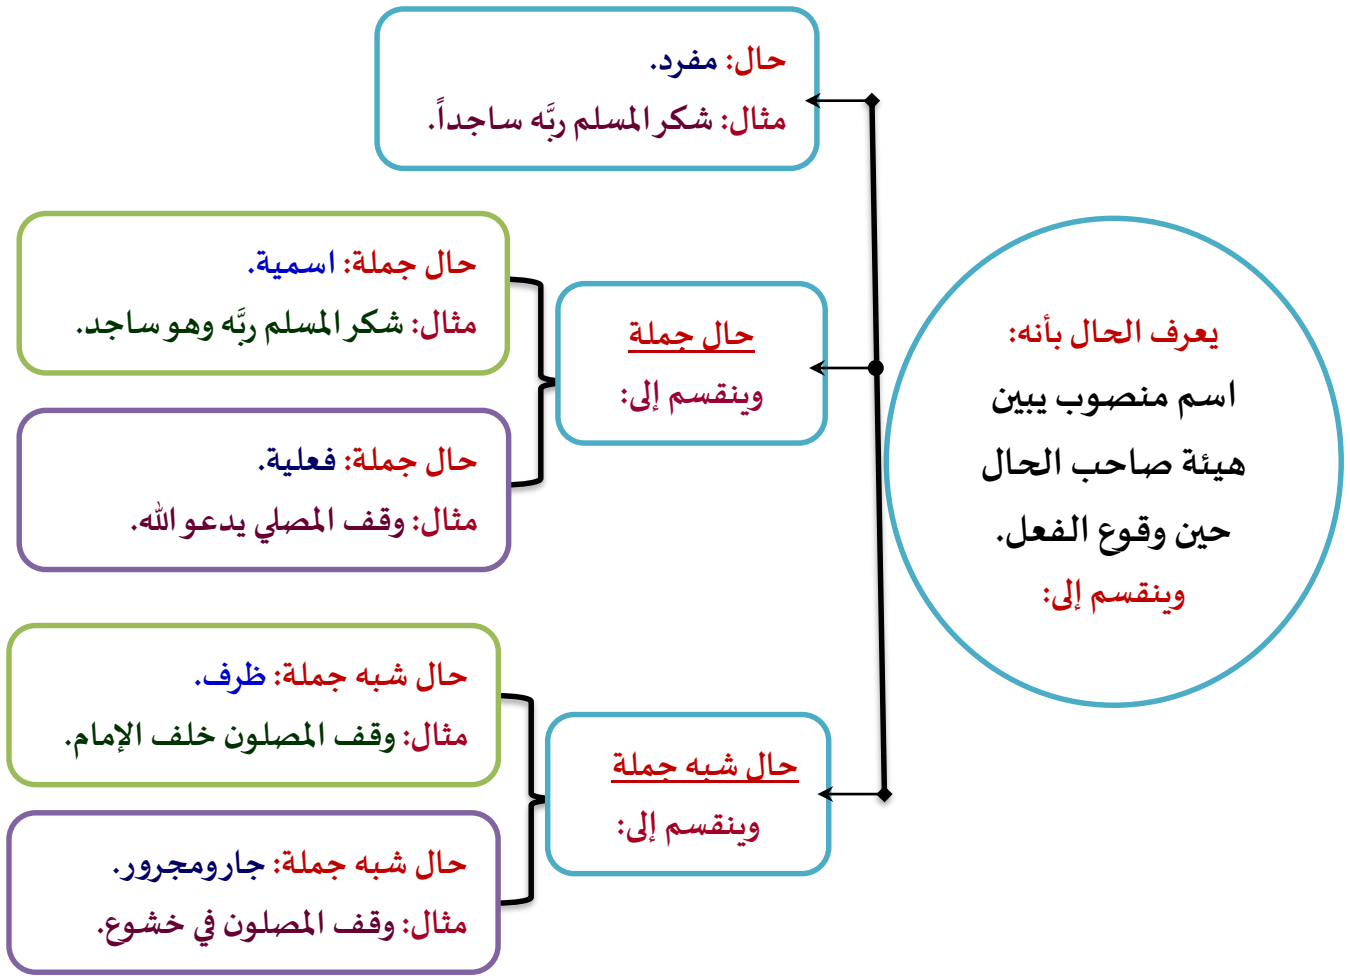 يعرف الحال بأنه:
اسم منصوب يبين
هيئة صاحب الحال
حين وقوع الفعل.
وينقسم إلى:
حال: مفرد.
مثال: شكر المسلم ربَّه ساجداً.
حال جملة
وينقسم إلى:
حال جملة: اسمية.
مثال: شكر المسلم ربَّه وهو ساجد.
حال جملة: فعلية.
مثال: وقف المصلي يدعو الله.
حال شبه جملة
وينقسم إلى:
حال شبه جملة: ظرف.
مثال: وقف المصلون خلف الإمام.
حال شبه جملة: جار ومجرور.
مثال: وقف المصلون في خشوع.